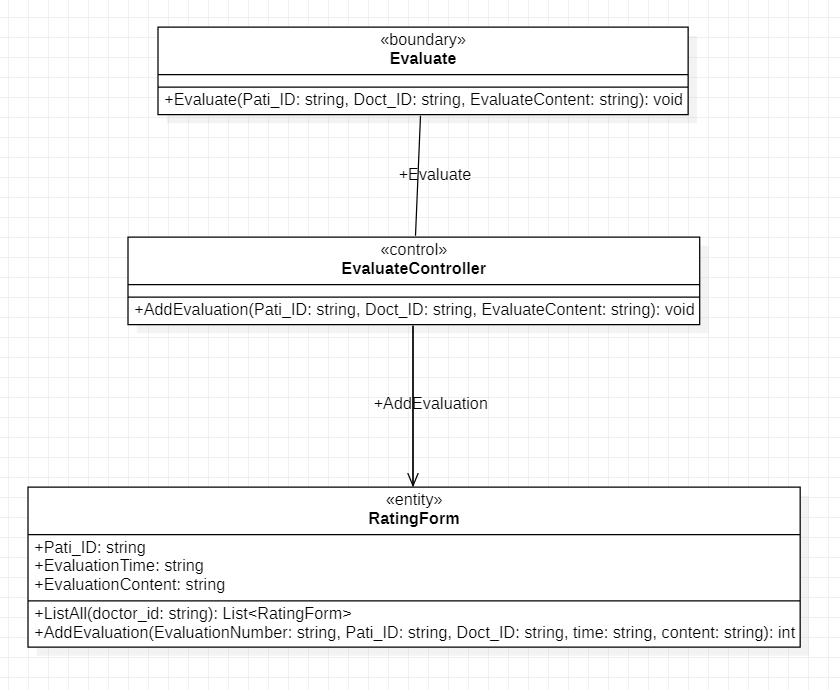 «boundary»
Evaluate
+Evaluate(Pati_ID: string, Doct_ID: string, EvaluateContent: string): void
+Evaluate
«control»
EvaluateController
+AddEvaluation(Pati_ID: string, Doct_ID: string, EvaluateContent: string): void
+AddEvaluation
«entity»
RatingForm
+Pati_ID: string
+EvaluationTime: string
+EvaluationContent: string
+ListAll(doctor_id: string): List<RatingForm>
+AddEvaluation(EvaluationNumber: string, Pati_ID: string, Doct_ID: string, time: string, content: string): int